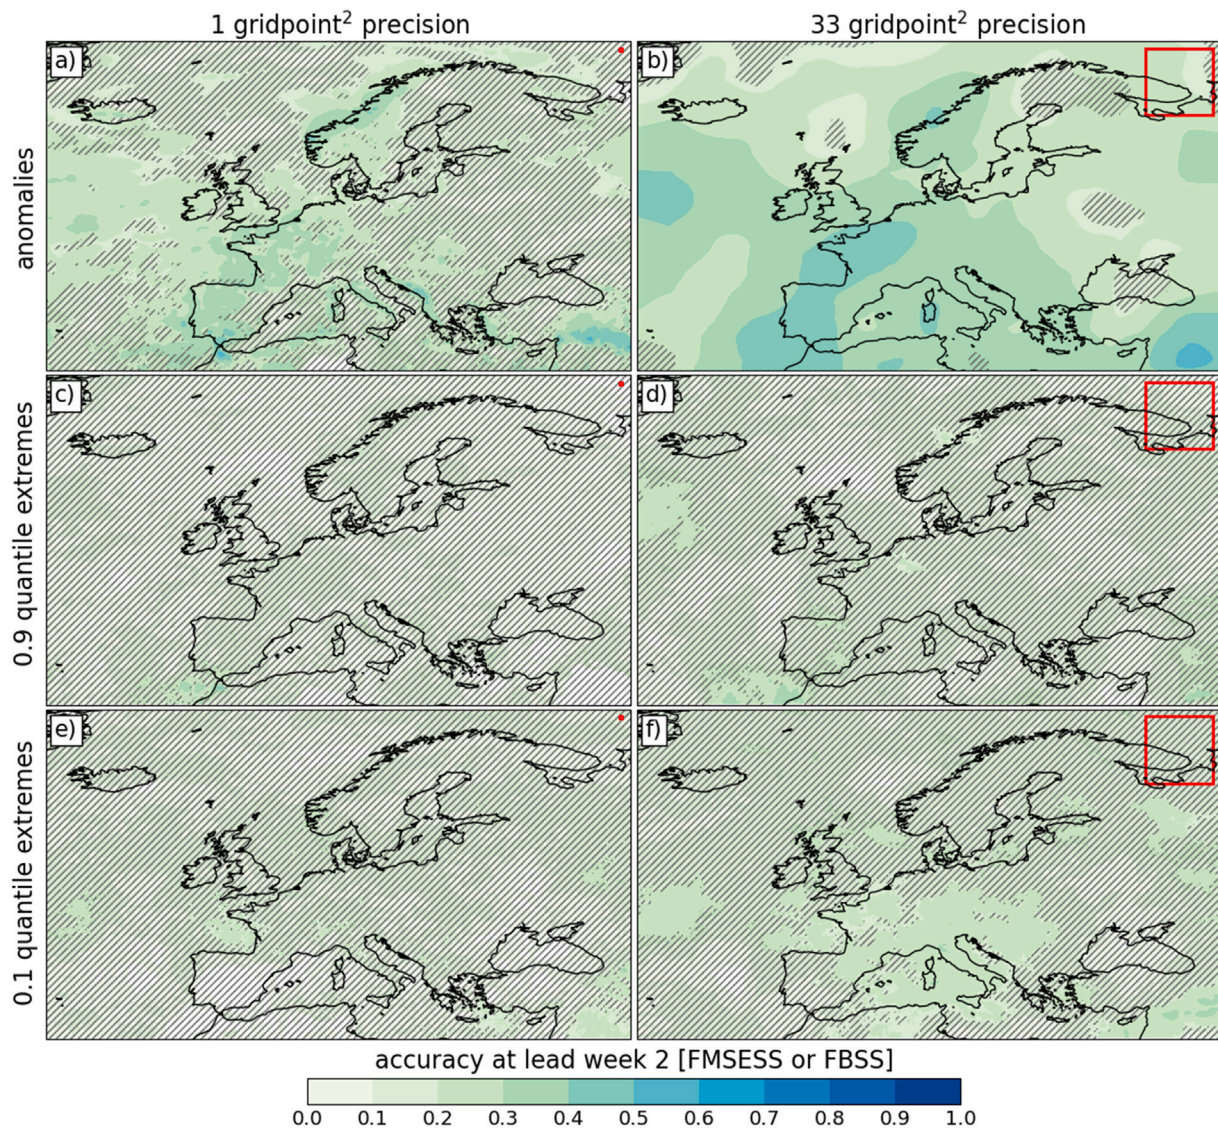 1 gridpoint² precision
33 gridpoint² precision
anomalies
a)
b)
0.9 quantile extremes
c)
d)
0.1 quantile extremes
e)
f)
accuracy at lead week 2 [FMSESS or FBSS]
0.0 0.1 0.2 0.3 0.4 0.5 0.6 0.7 0.8 0.9 1.0